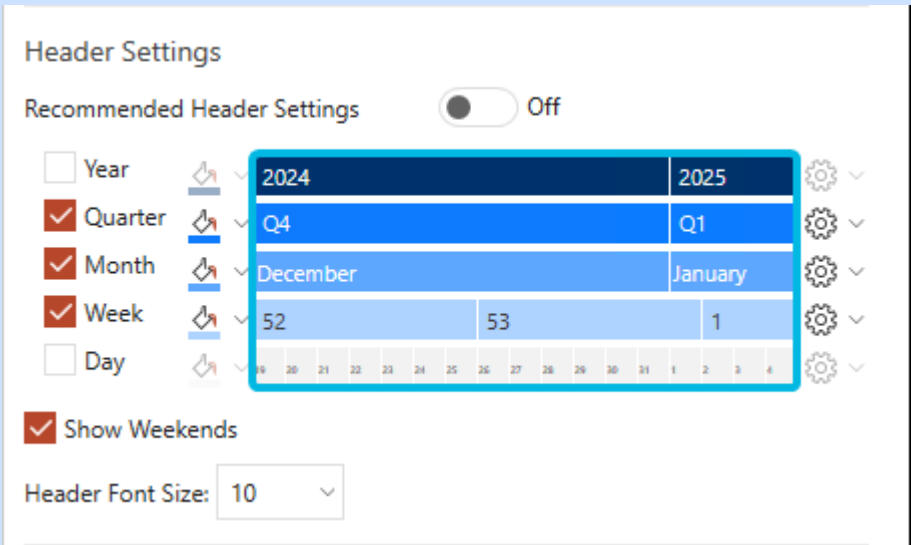 Header Settings
Recommended Header Settings Off
Year 2024 2025
Quarter Q4 Q1
Month December January
Week 52 53 1
Day 19 20 21 22 23 24 25 26 27 28 29 30 31 1 2 3 4
Show Weekends
Header Font Size: 10